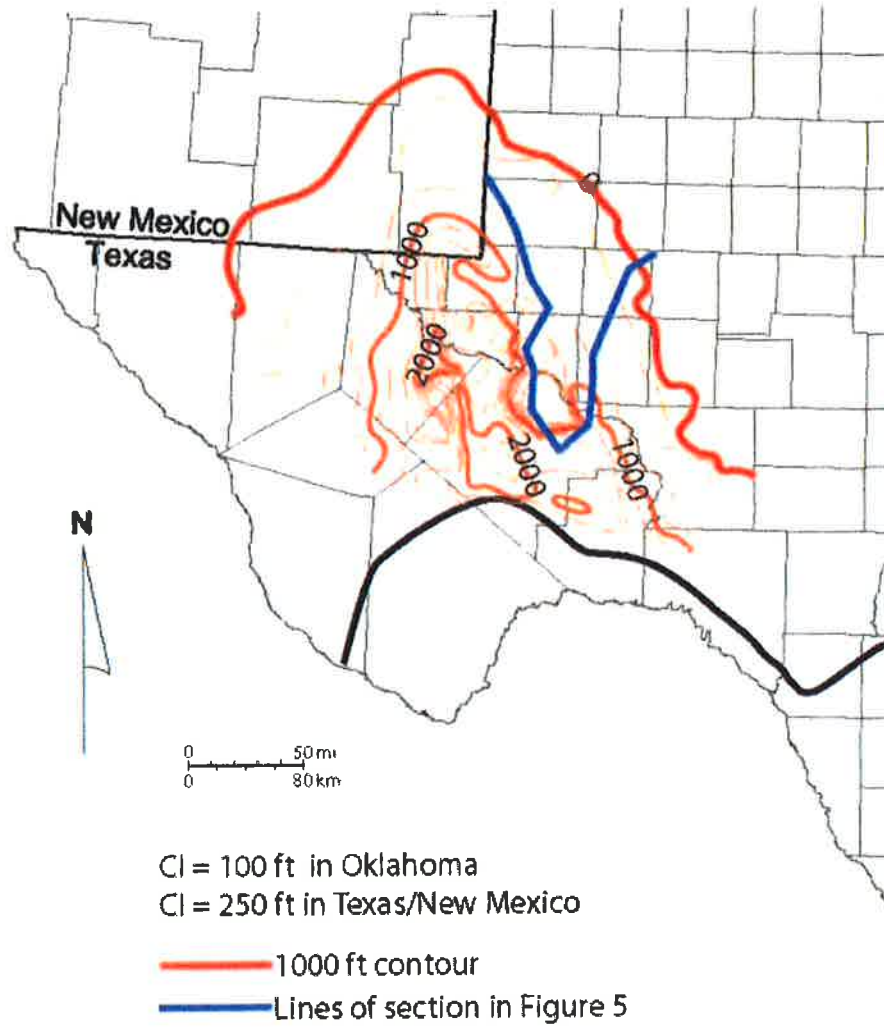 New Mexico
Texas
1000
2000
2000
1000
N
0 50 mi
0 80 km
CI = 100 ft in Oklahoma
CI = 250 ft in Texas/New Mexico
1000 ft contour
Lines of section in Figure 5